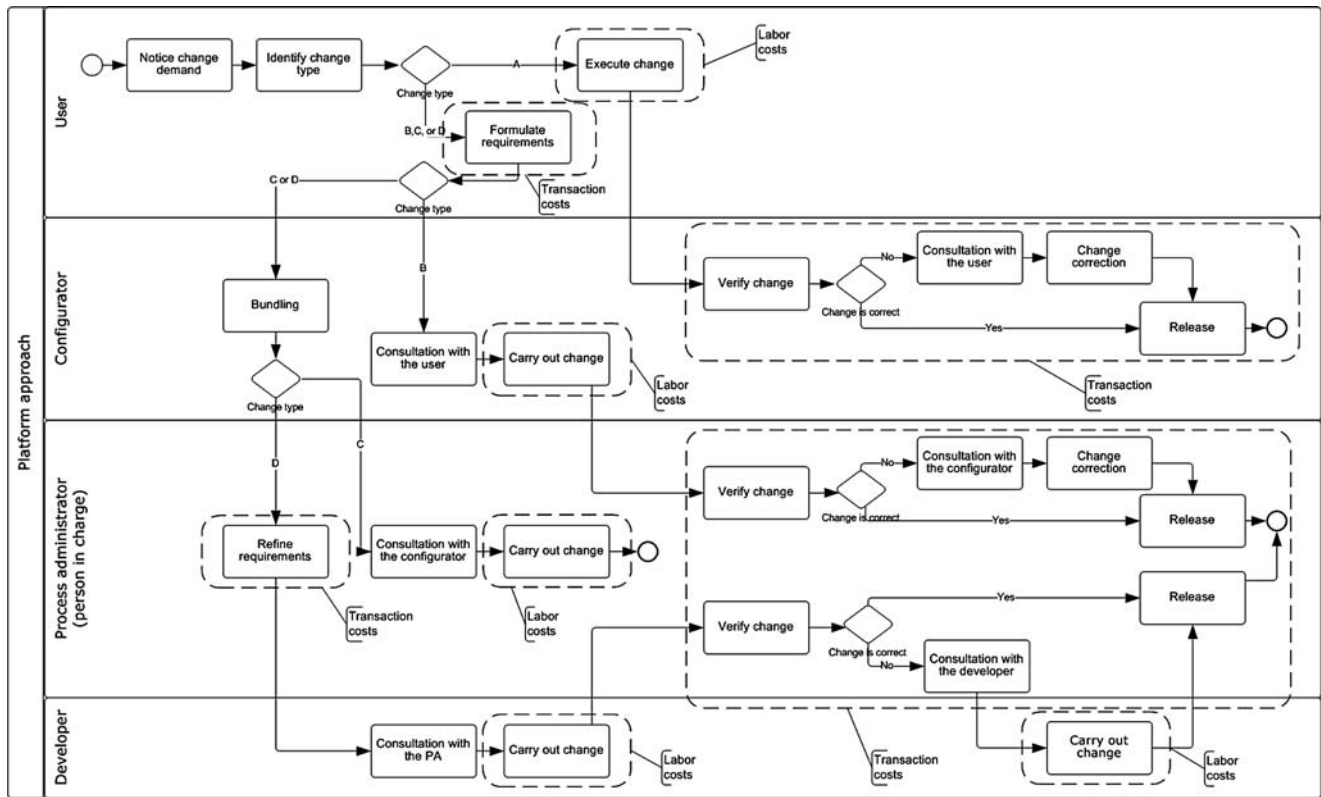 Platform approach
User
Notice change
demand
Identify change
type
Change type
A
Execute change
Labor
costs
B,C, or D
Formulate
requirements
Transaction
costs
C or D
Change type
B
Configurator
Bundling
Change type
Consultation with
the user
Carry out change
Labor
costs
Verify change
Change is correct
No
Consultation with
the user
Change
correction
Yes
Release
Transaction
costs
Process administrator
(person in charge)
D
C
Refine
requirements
Transaction
costs
Consultation with
the configurator
Carry out change
Labor
costs
Verify change
Change is correct
No
Consultation with
the configurator
Change
correction
Yes
Release
Verify change
Change is correct
Yes
Release
No
Consultation with
the developer
Developer
Consultation with
the PA
Carry out change
Labor
costs
Transaction
costs
Carry out
change
Labor
costs